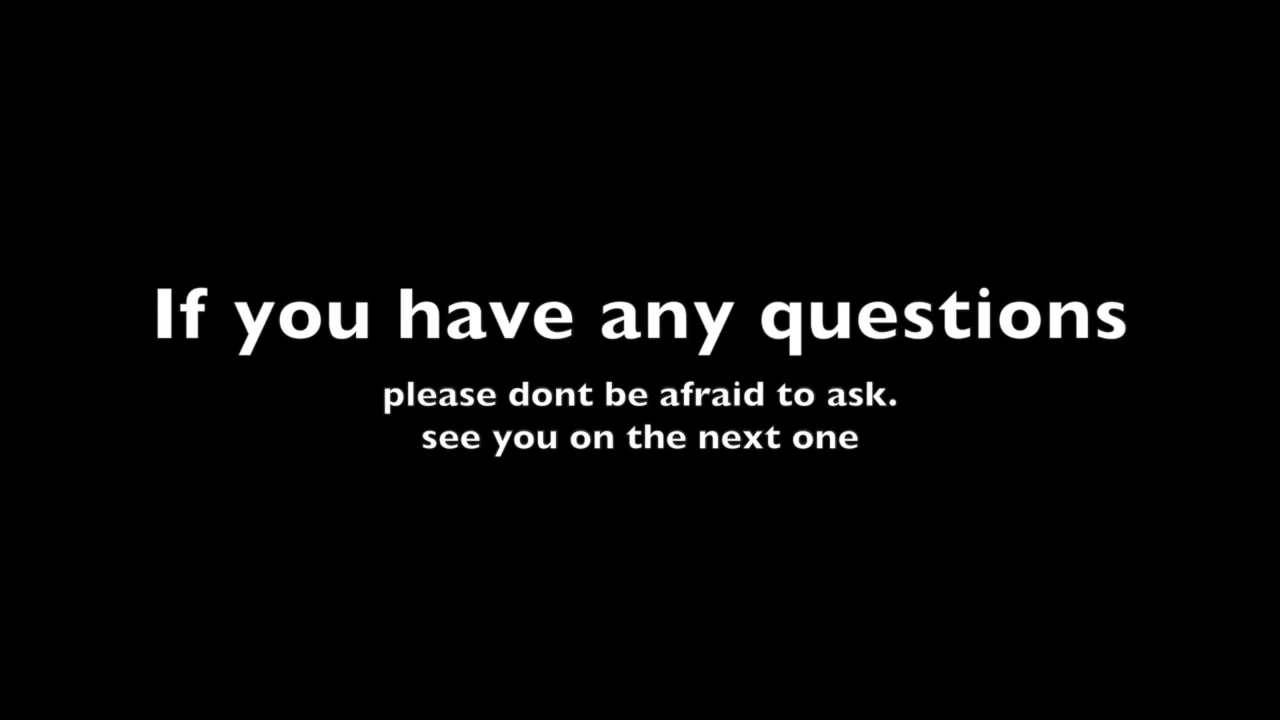 If you have any questions
please dont be afraid to ask.
see you on the next one